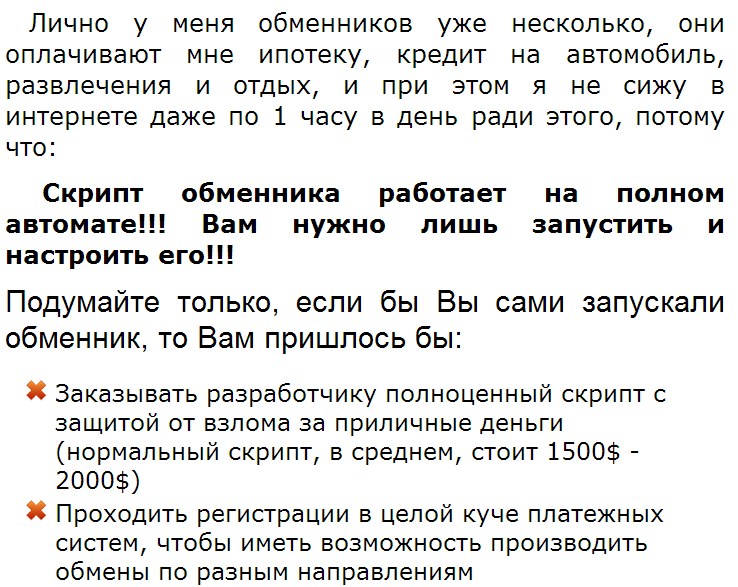 Лично у меня обменников уже несколько, они
оплачивают мне ипотеку, кредит на автомобиль,
развлечения и отдых, и при этом я не сижу в
интернете даже по 1 часу в день ради этого, потому
что:
Скрипт обменника работает на полном
автомате!!! Вам нужно лишь запустить и
настроить его!!!
Подумайте только, если бы Вы сами запускали
обменник, то Вам пришлось бы:
Заказывать разработчику полноценный скрипт с
защитой от взлома за приличные деньги
(нормальный скрипт, в среднем, стоит 1500$ -
2000$)
Проходить регистрации в целой куче платежных
систем, чтобы иметь возможность производить
обмены по разным направлениям